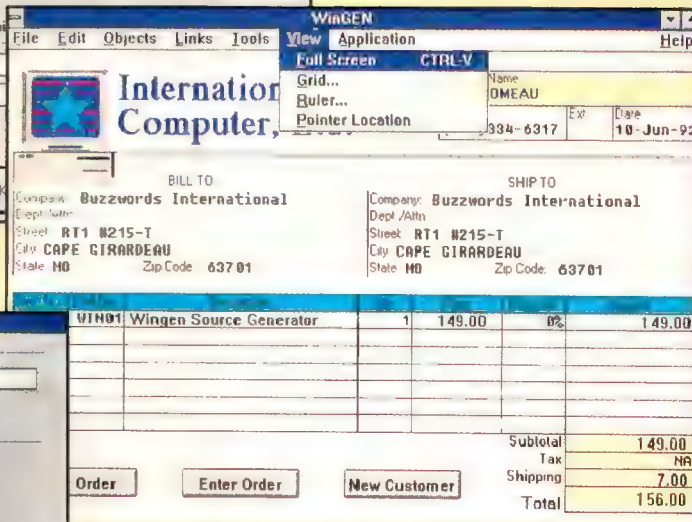 WinGEN
File Edit Objects Links Tools View Application Help
Full Screen CTRL-V
Grid...
Ruler...
Pointer Location
Internation
Computer,
Name
OMEAU
334-6317
Ext
Date
10-Jun-92
BILL TO
SHIP TO
Company: Buzzwords International
Company: Buzzwords International
Dept /Attn
Dept /Attn
Street RT1 #215-T
Street RT1 #215-T
City CAPE GIRARDEAU
City CAPE GIRARDEAU
State MO Zip Code 63701
State MO Zip Code: 63701
WIN01 Wingen Source Generator 1 149.00 0% 149.00
Subtotal 149.00
Tax NA
Shipping 7.00
Total 156.00
Order
Enter Order
New Customer